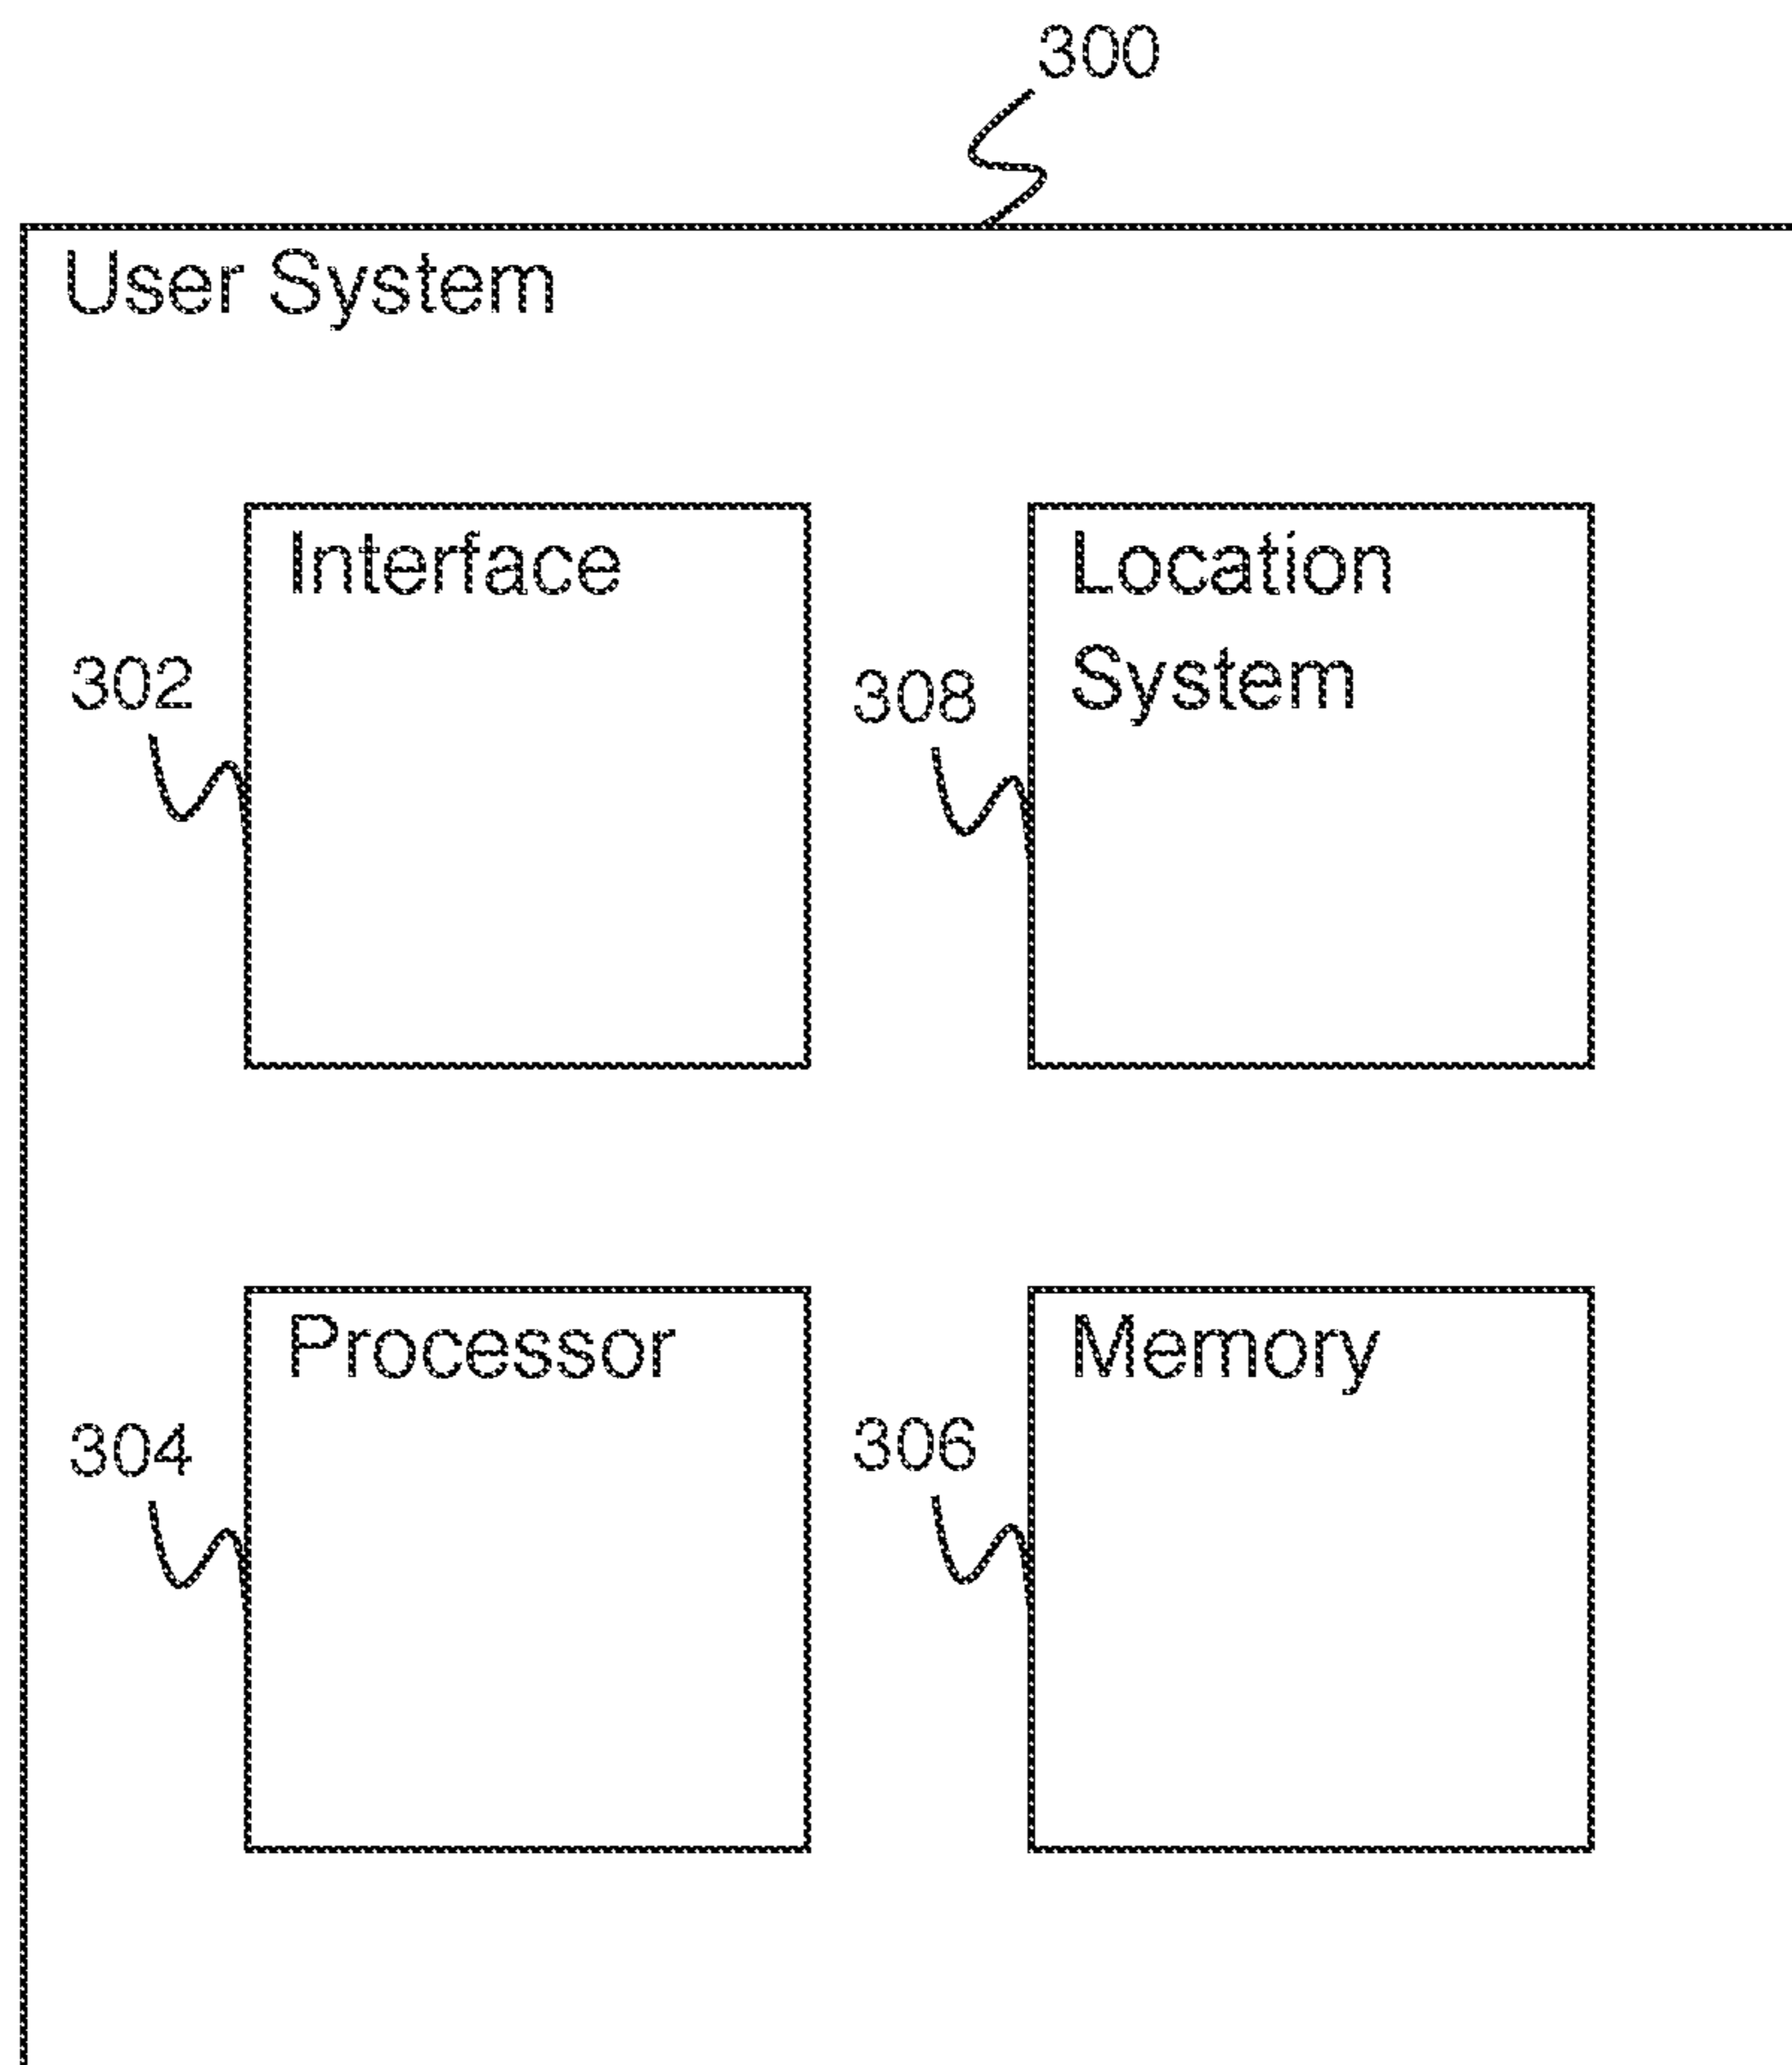 300
User System
Interface
302
Location
System
308
Processor
304
Memory
306